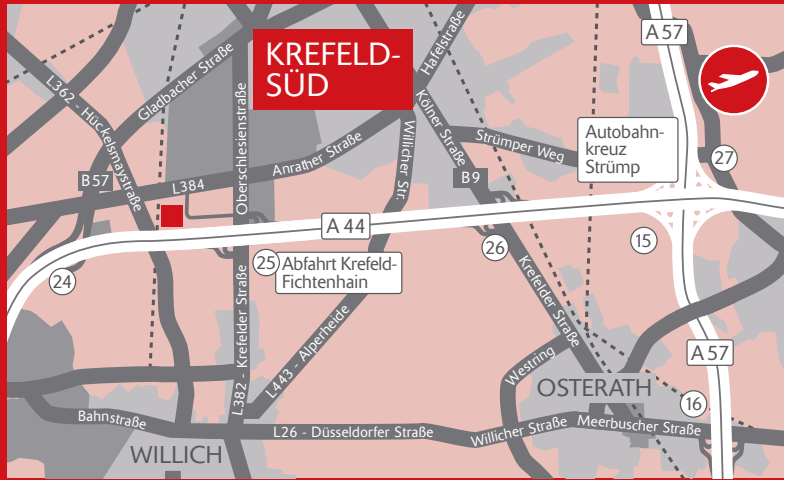 A 57
KREFELD-
SÜD
Hafelstraße
L362 - Hückelsmaystraße
Gladbacher Straße
Oberschlesienstraße
Kölner Straße
Willicher Str.
Strümper Weg
Autobahn-
kreuz
Strümp
27
Anrather Straße
B57
L384
B9
A 44
24
25
Abfahrt Krefeld-
Fichtenhain
26
15
Krefelder Straße
L382 - Krefelder Straße
L443 - Alperheide
A 57
Westring
OSTERATH
16
Bahnstraße
L26 - Düsseldorfer Straße
Willicher Straße
Meerbuscher Straße
WILLICH